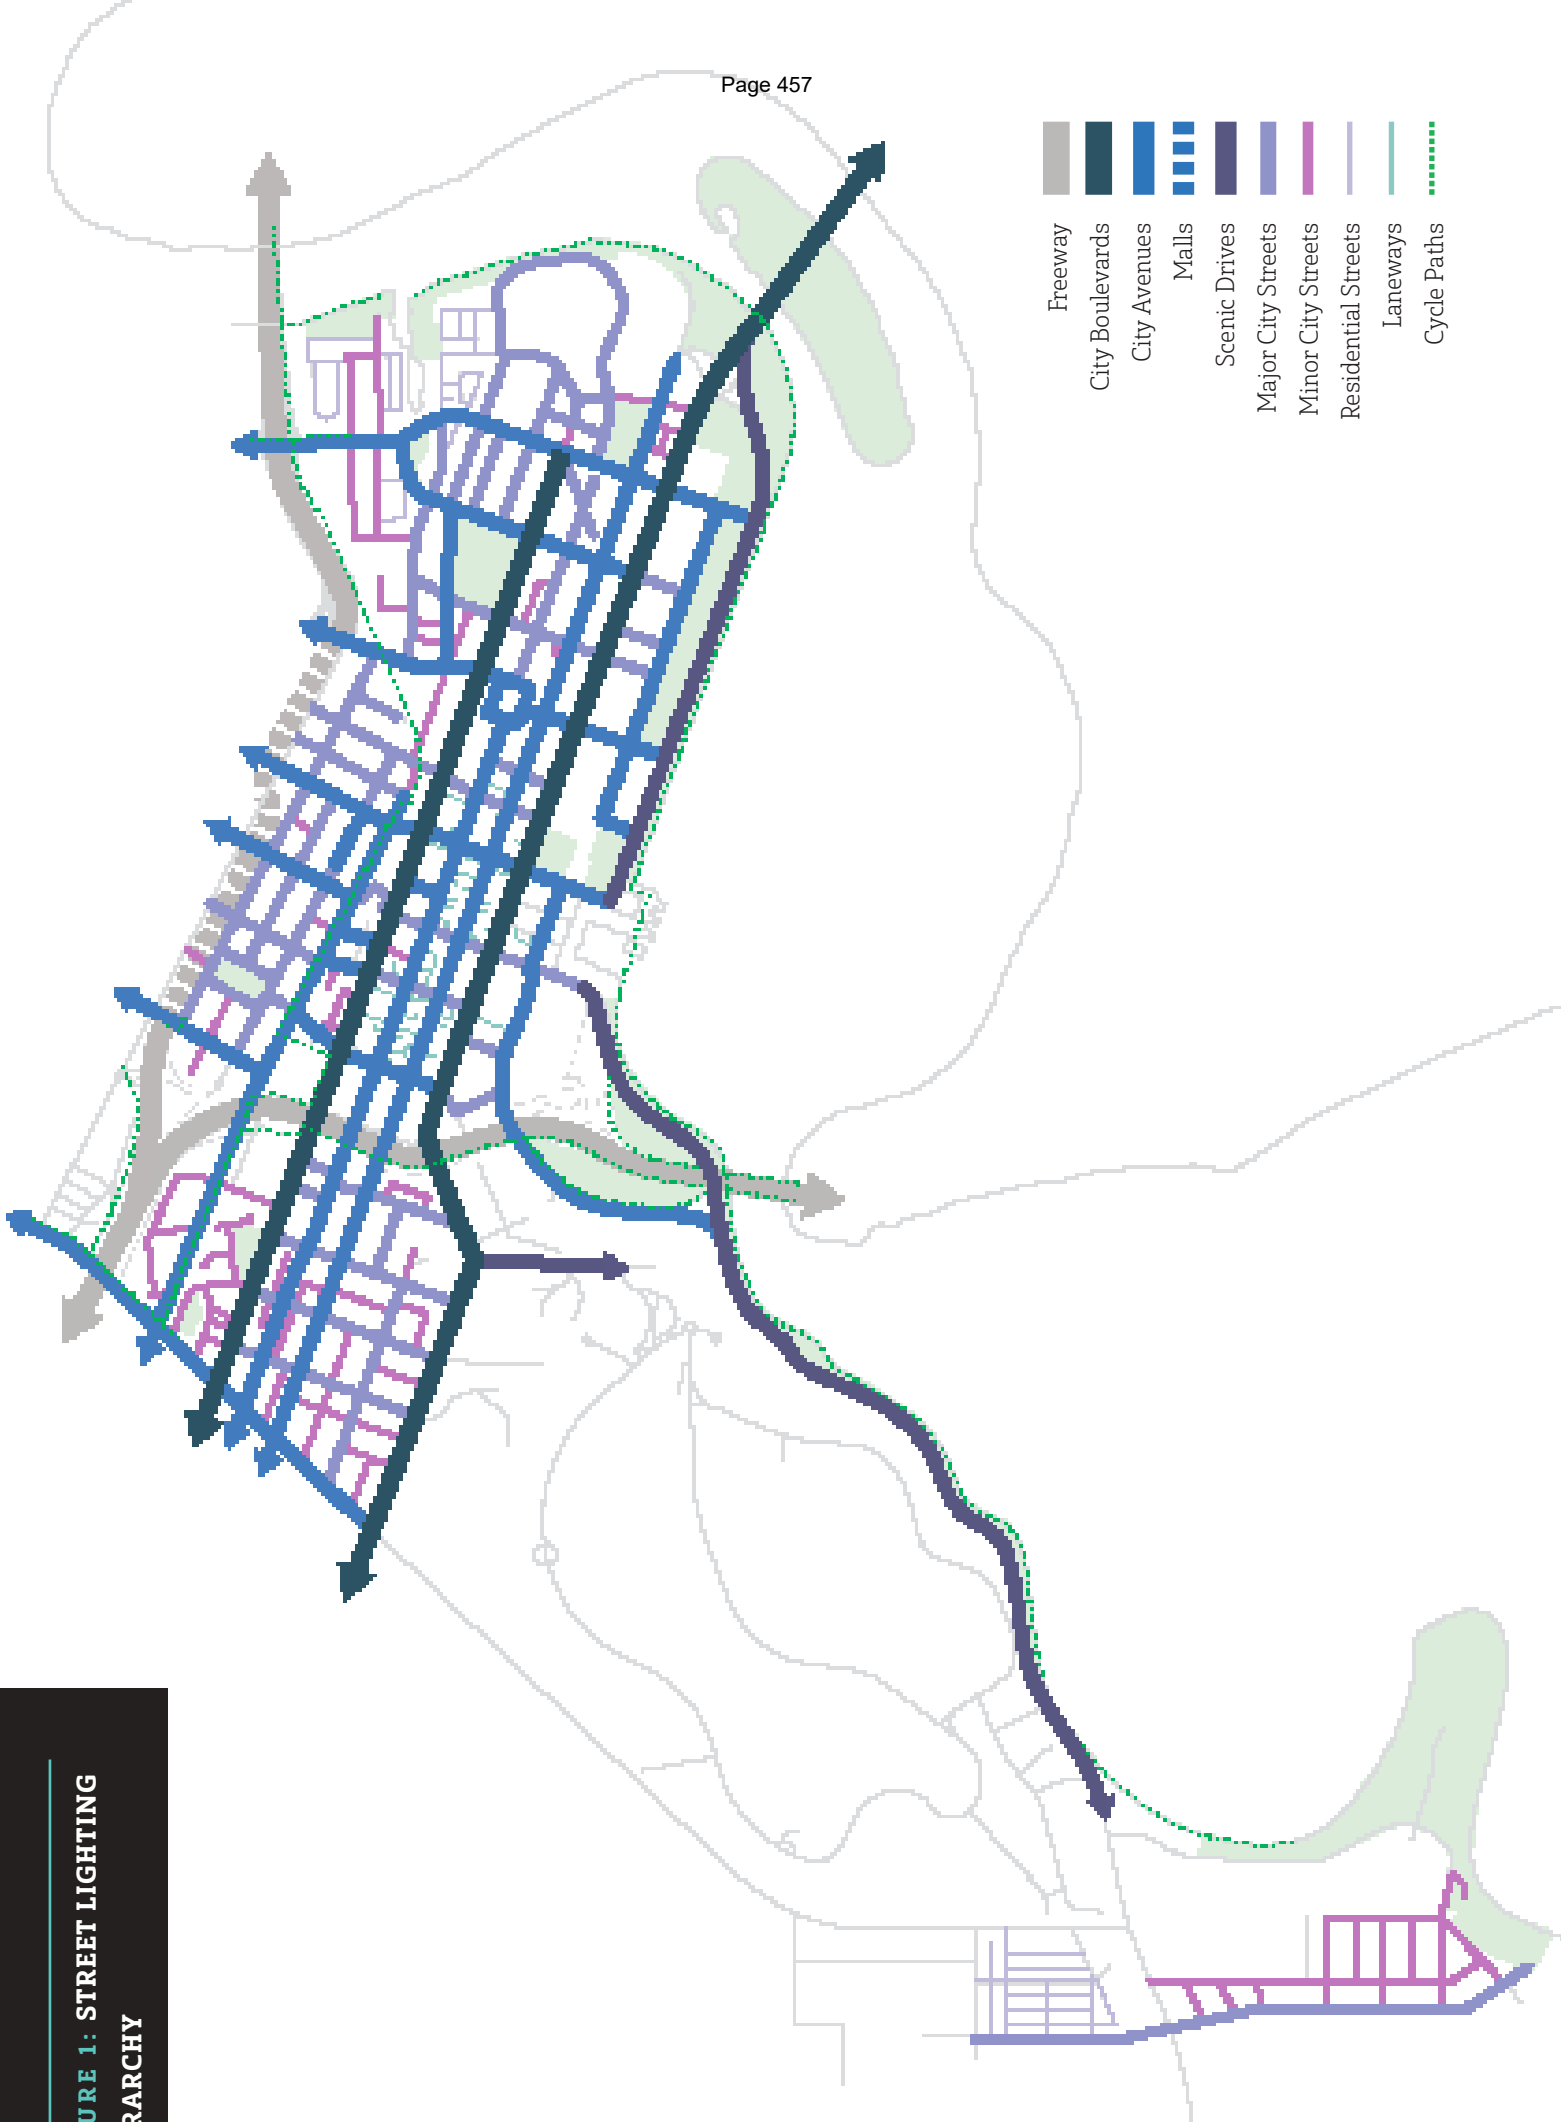 Page 457
Freeway
City Boulevards
City Avenues
Malls
Scenic Drives
Major City Streets
Minor City Streets
Residential Streets
Laneways
Cycle Paths
URE 1: STREET LIGHTING
RARCHY